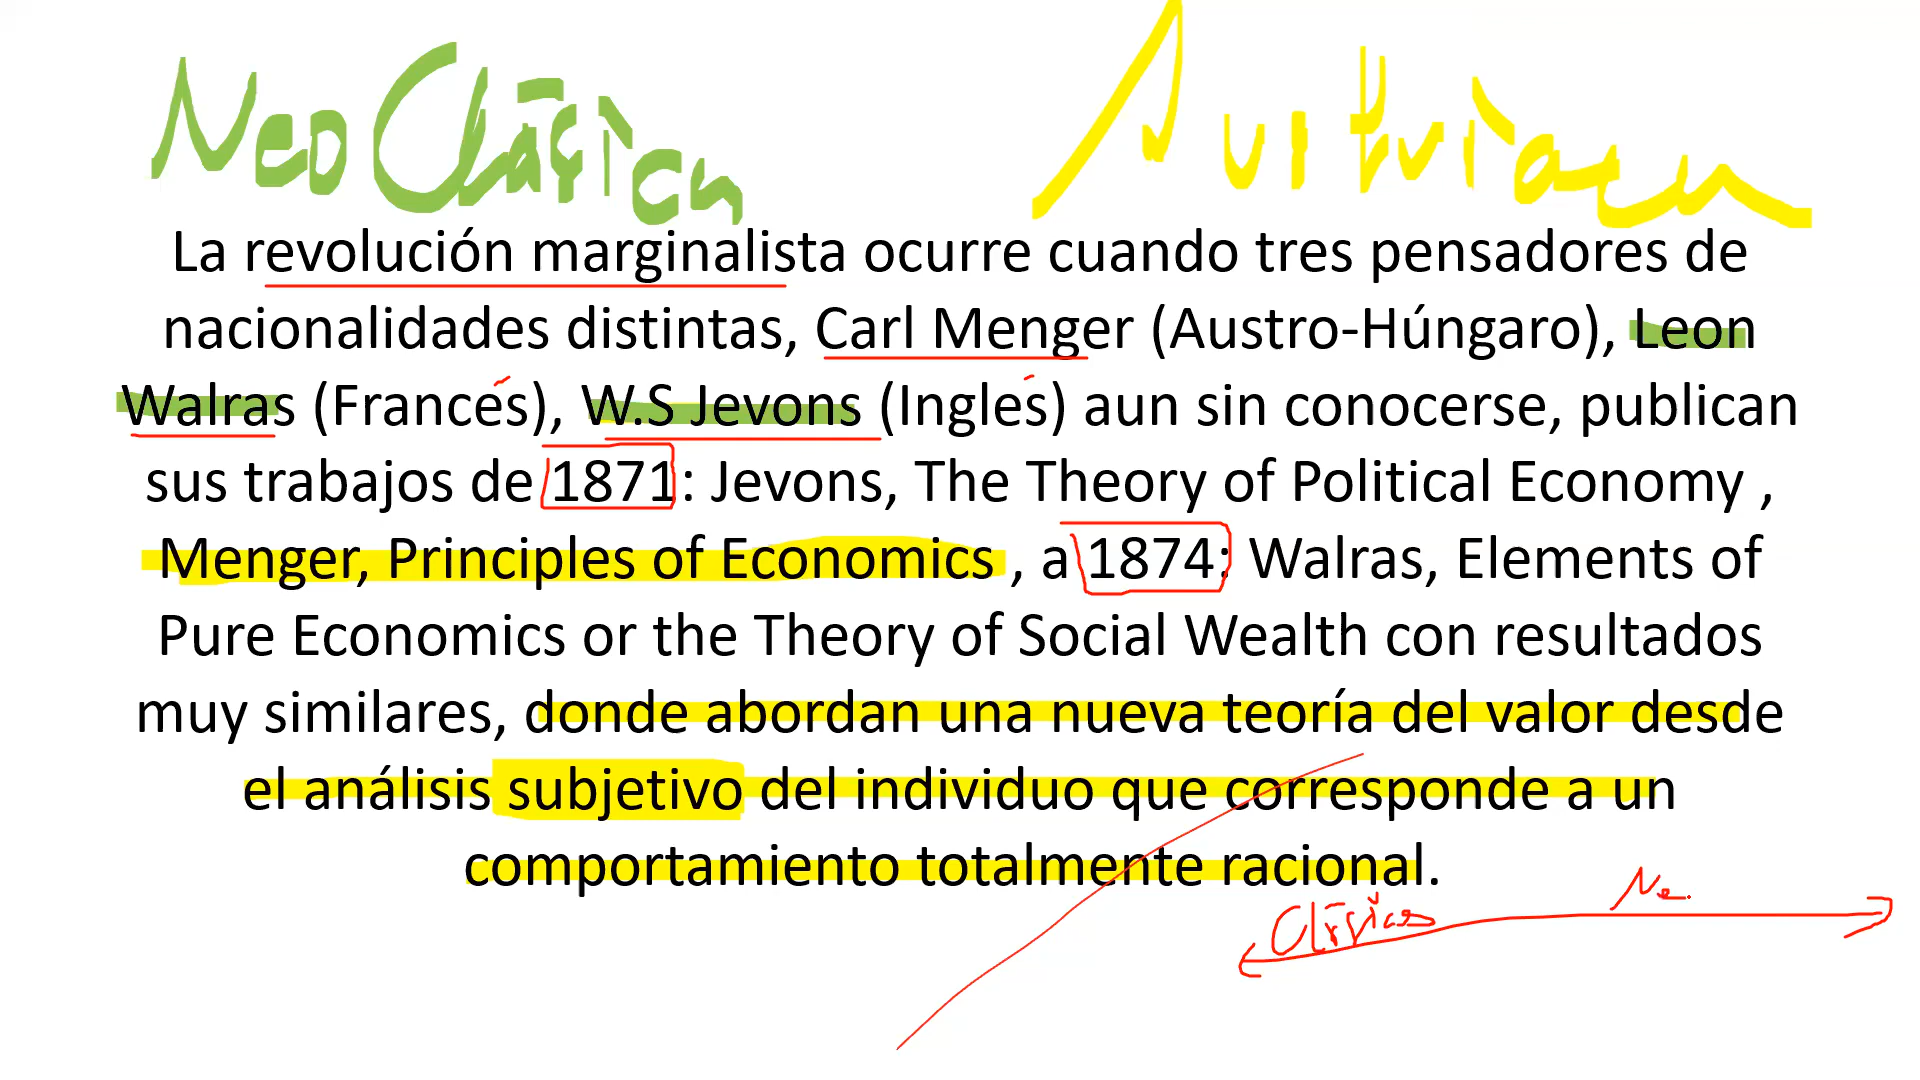 NeoClásica Austriaca
La revolución marginalista ocurre cuando tres pensadores de
nacionalidades distintas, Carl Menger (Austro-Húngaro), Leon
Walras (Francés), W.S Jevons (Inglés) aun sin conocerse, publican
sus trabajos de 1871: Jevons, The Theory of Political Economy ,
Menger, Principles of Economics , a 1874: Walras, Elements of
Pure Economics or the Theory of Social Wealth con resultados
muy similares, donde abordan una nueva teoría del valor desde
el análisis subjetivo del individuo que corresponde a un
comportamiento totalmente racional.
Clásicos Ne.